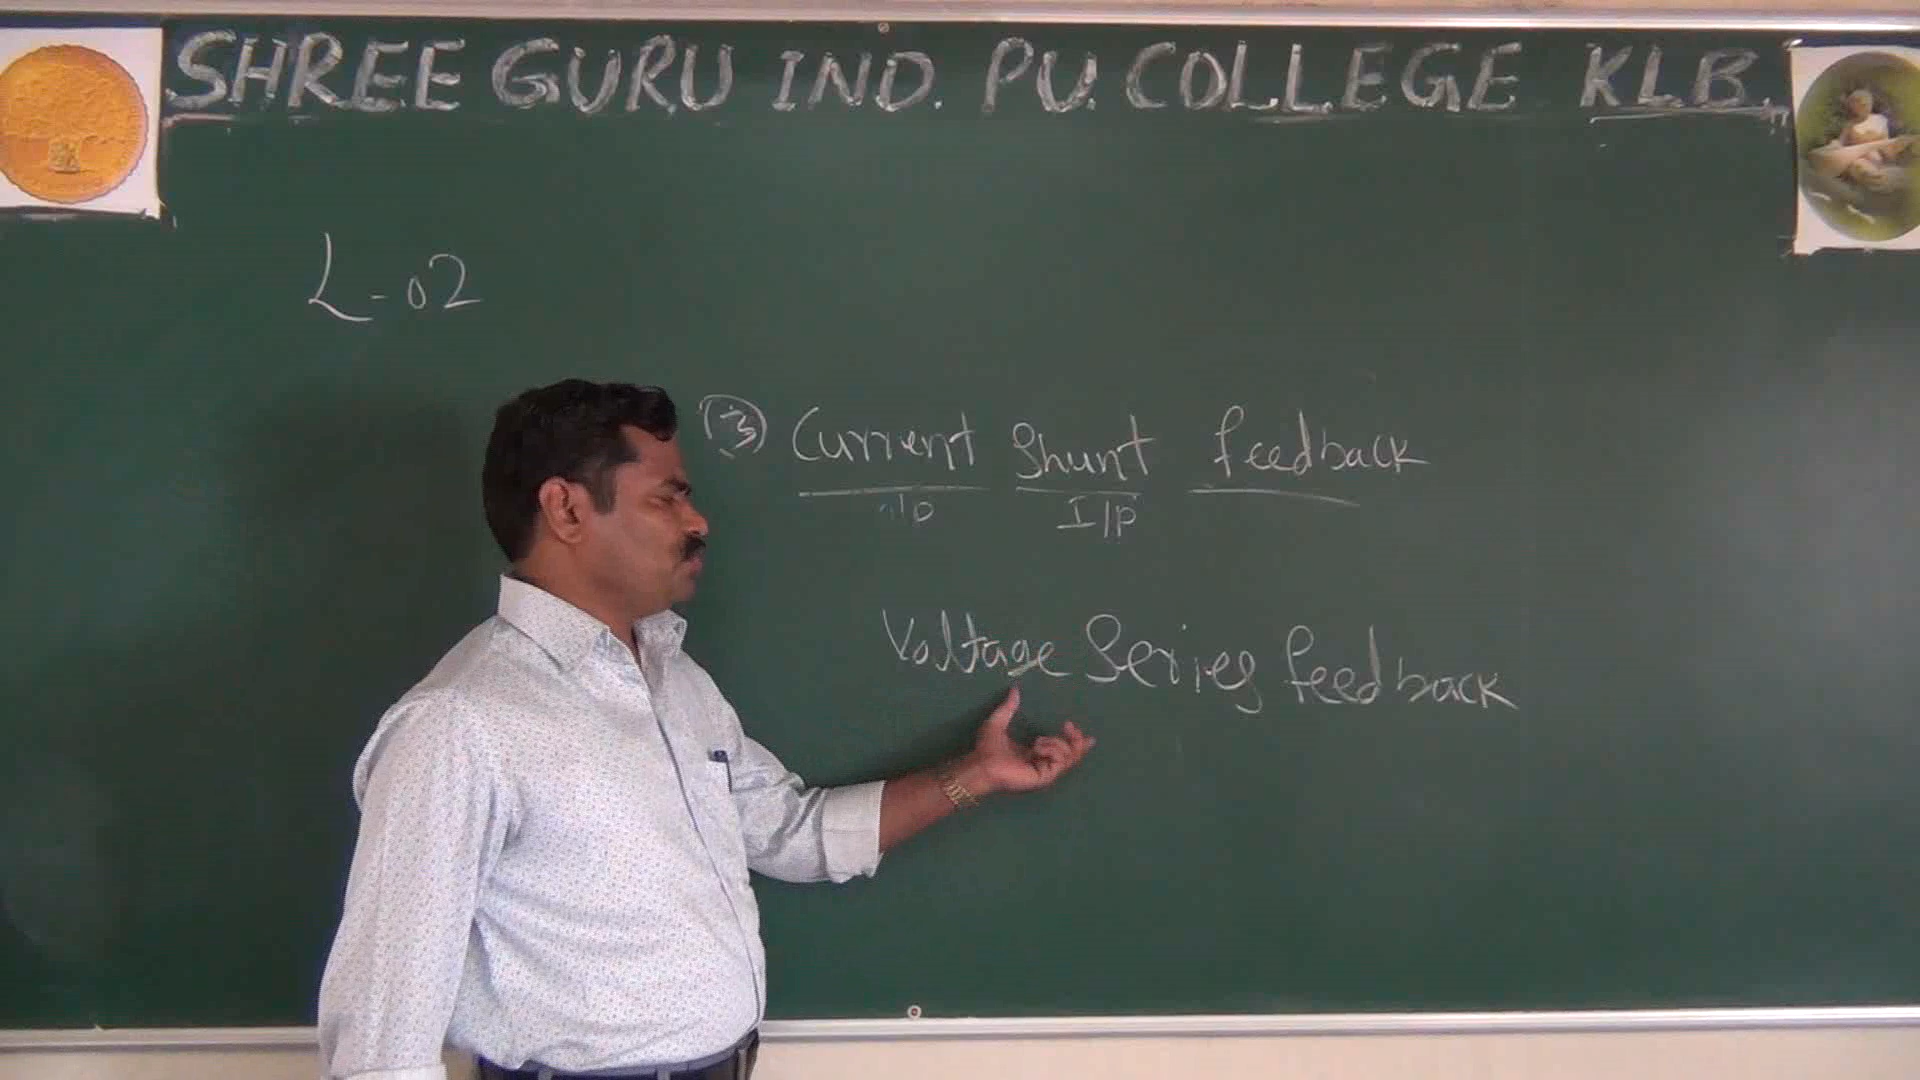 SHREE GURU IND. PU. COLLEGE KLB.
L-02
③ Current Shunt feedback
I/P
Voltage Series feedback